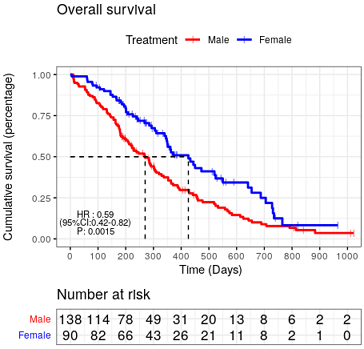 Overall survival
Treatment Male Female
Cumulative survival (percentage)
1.00
0.75
0.50
0.25
0.00
HR : 0.59
(95%CI:0.42-0.82)
P: 0.0015
0 100 200 300 400 500 600 700 800 900 1000
Time (Days)
Number at risk
Male 138 114 78 49 31 20 13 8 6 2 2
Female 90 82 66 43 26 21 11 8 2 1 0